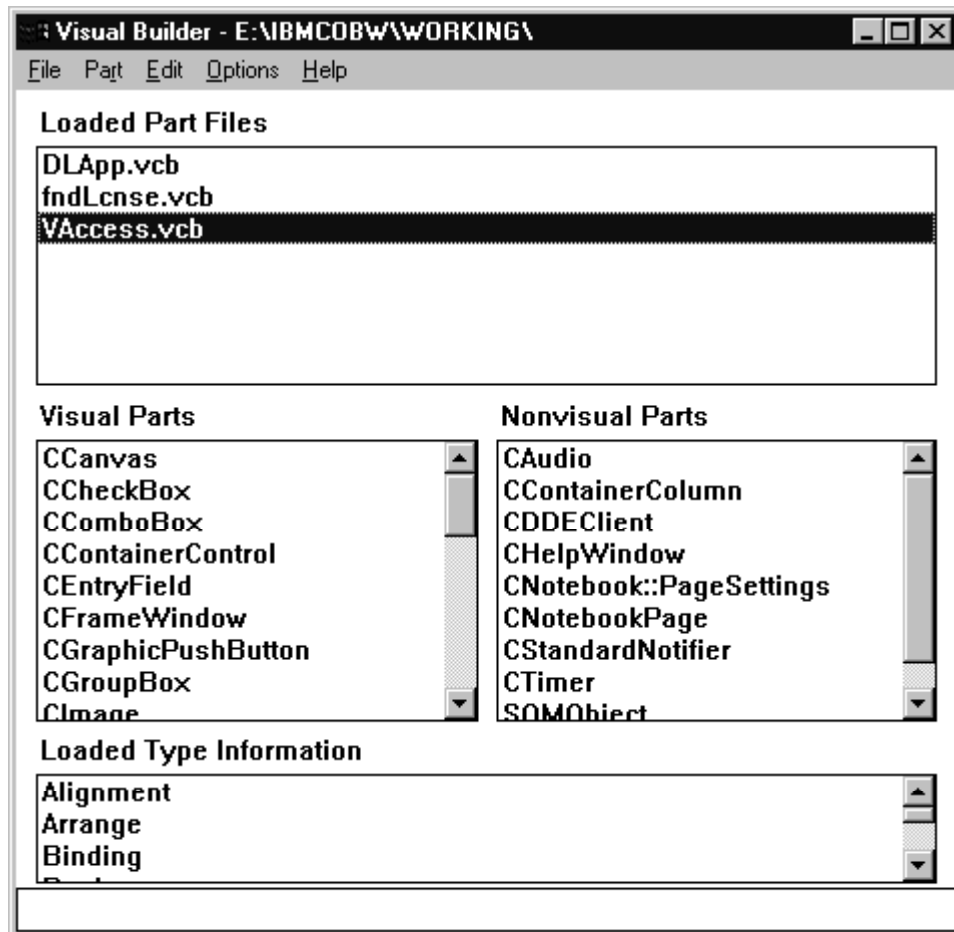 Visual Builder - E:\IBMCOBW\WORKING\
File Part Edit Options Help
Loaded Part Files
DLApp.vcb
fndLcnse.vcb
VAccess.vcb
Visual Parts
CCanvas
CCheckBox
CComboBox
CContainerControl
CEntryField
CFrameWindow
CGraphicPushButton
CGroupBox
CImage
Nonvisual Parts
CAudio
CContainerColumn
CDDEClient
CHelpWindow
CNotebook::PageSettings
CNotebookPage
CStandardNotifier
CTimer
SOMObject
Loaded Type Information
Alignment
Arrange
Binding